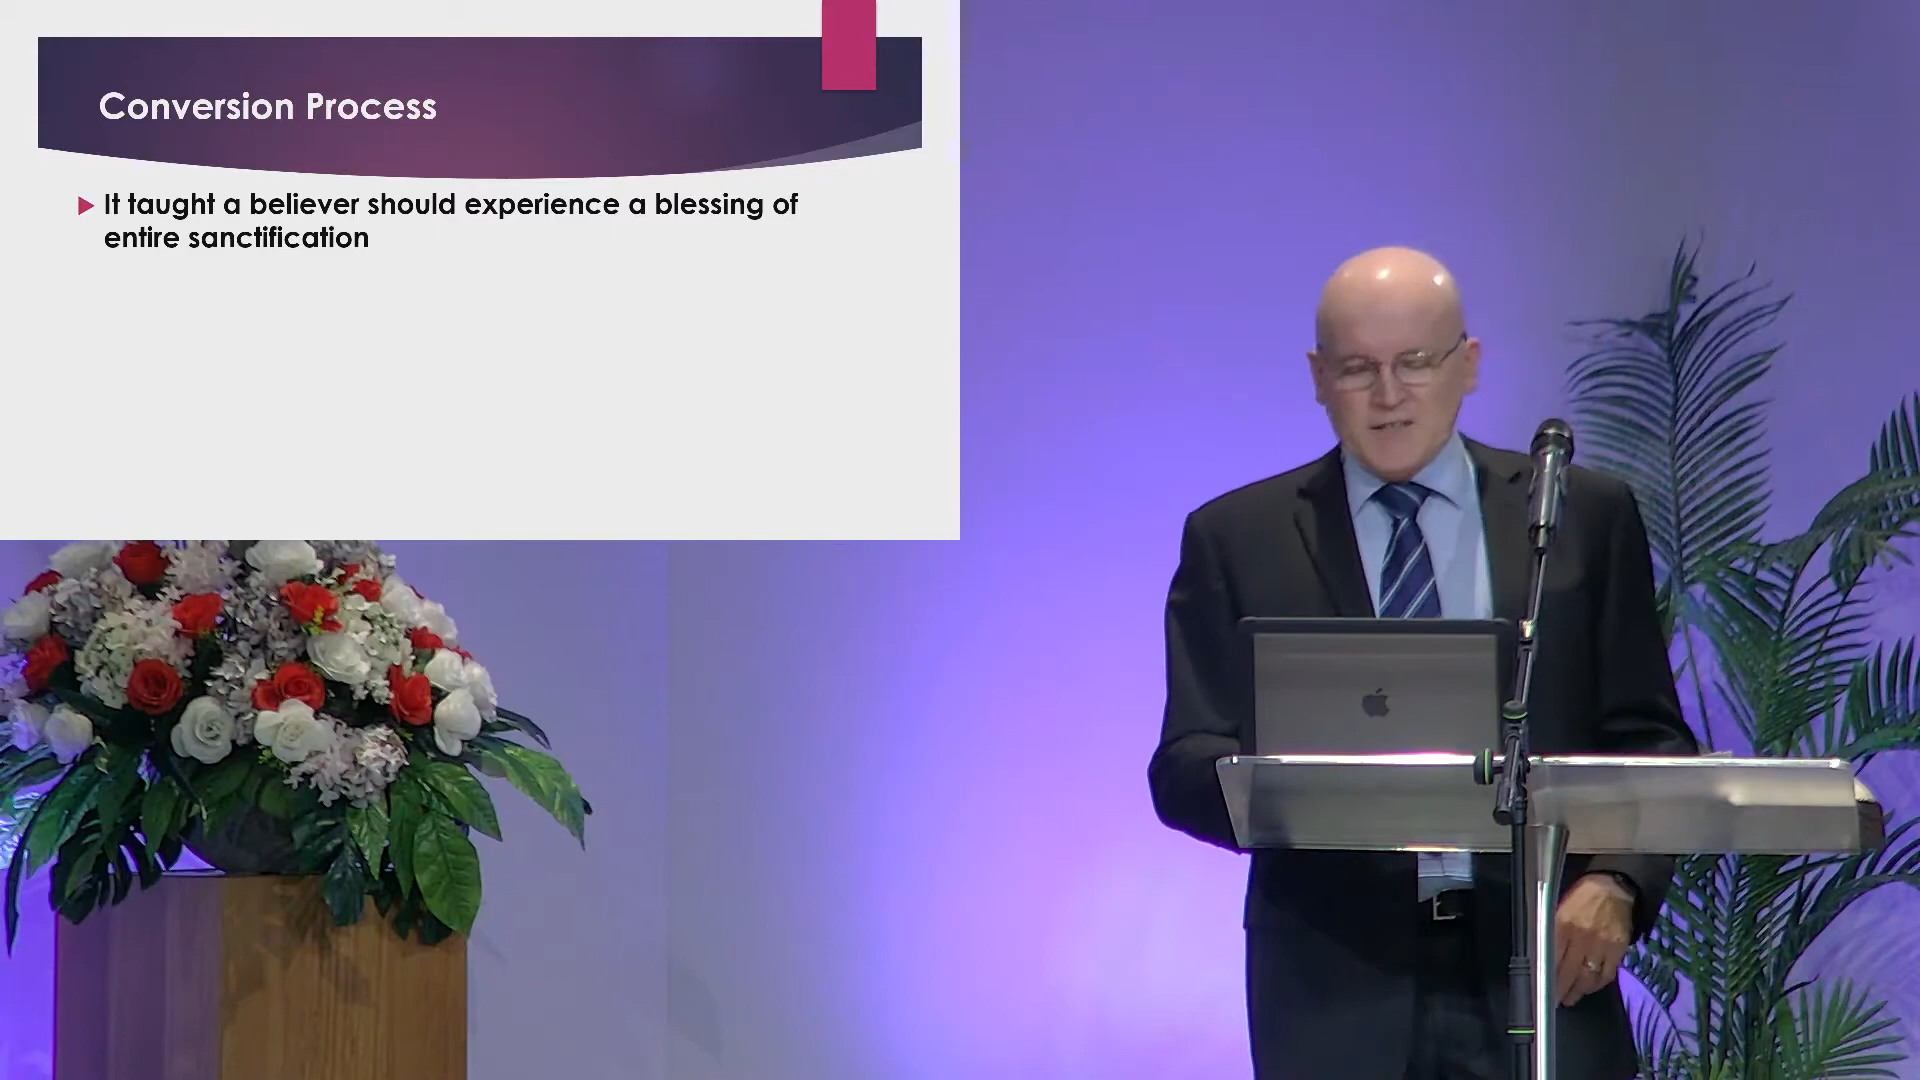 Conversion Process
It taught a believer should experience a blessing of
entire sanctification